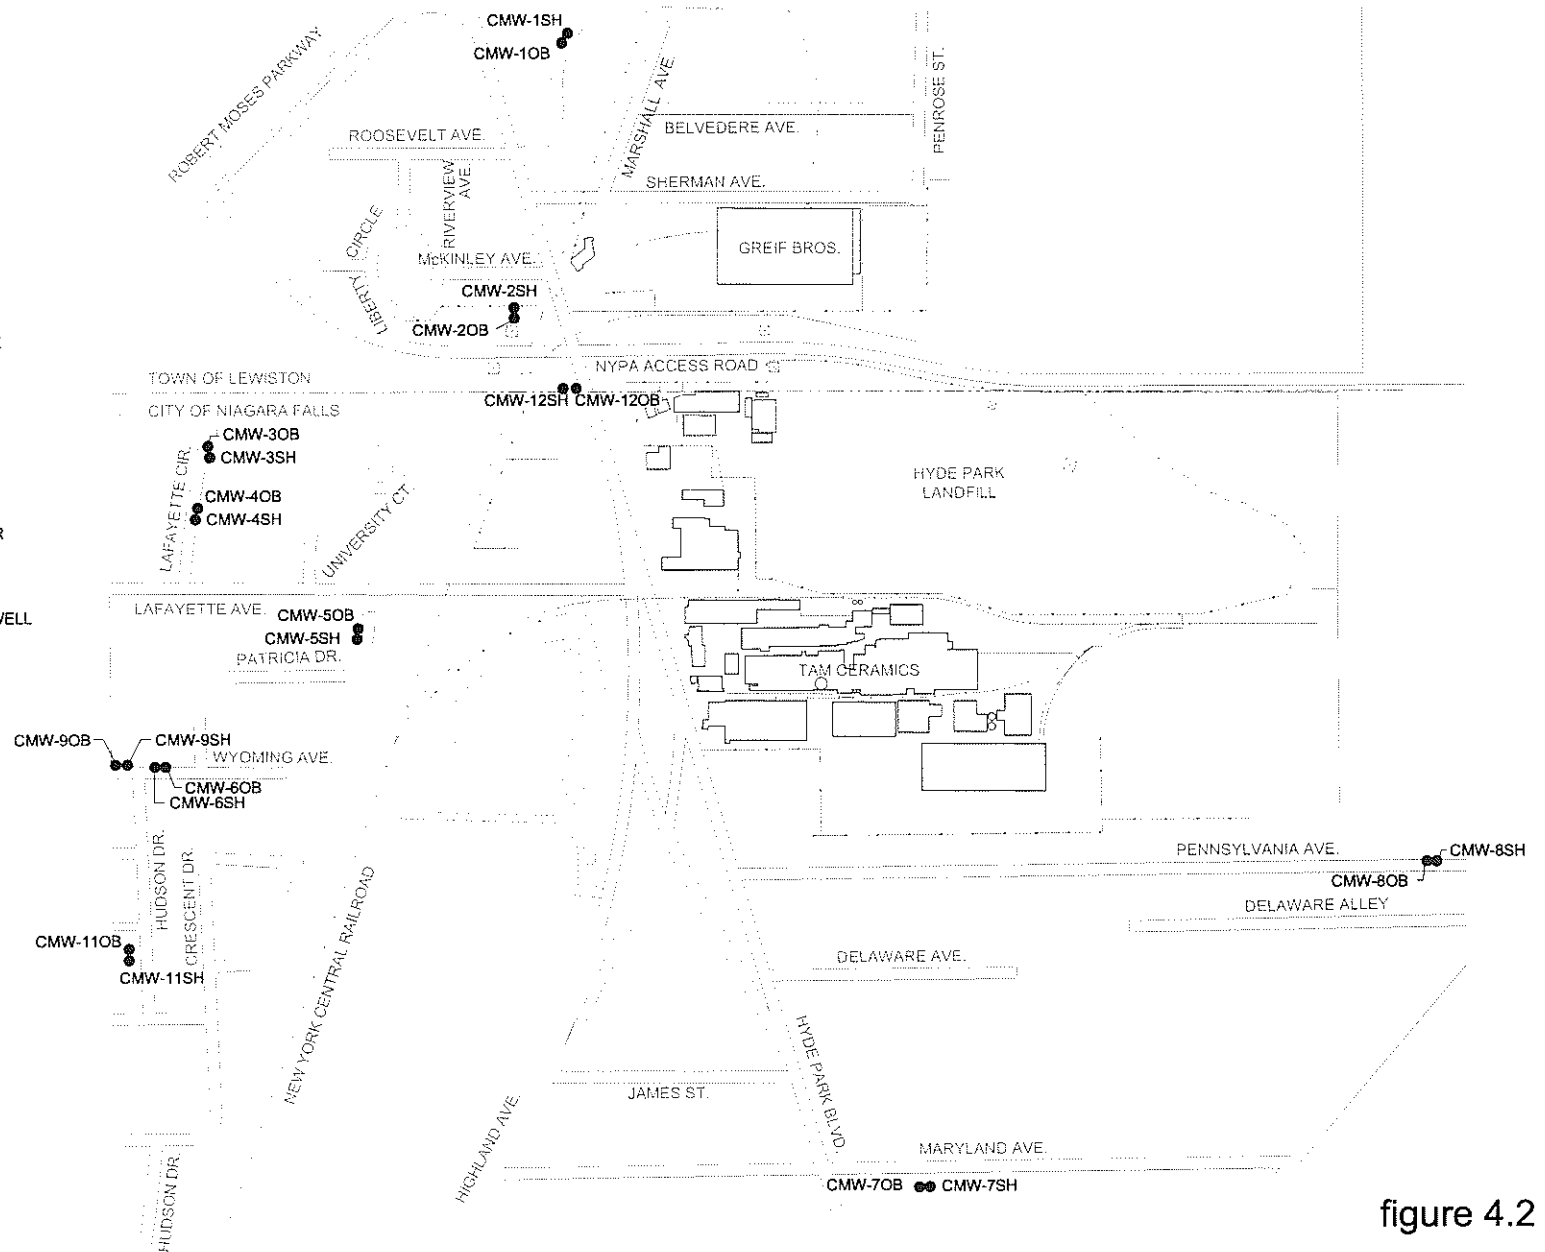 CMW-1SH
CMW-1OB
ROBERT MOSES PARKWAY
MARSHALL AVE
PENROSE ST.
ROOSEVELT AVE.
BELVEDERE AVE.
RIVERVIEW
AVE.
SHERMAN AVE.
LIBERTY CIRCLE
McKINLEY AVE.
GREIF BROS.
CMW-2SH
CMW-2OB
NYPA ACCESS ROAD
TOWN OF LEWISTON
CITY OF NIAGARA FALLS
CMW-12SH
CMW-12OB
CMW-3OB
CMW-3SH
LAFAYETTE CIR.
CMW-4OB
CMW-4SH
UNIVERSITY CT.
HYDE PARK
LANDFILL
R
WELL
LAFAYETTE AVE.
CMW-5OB
CMW-5SH
PATRICIA DR.
TAM CERAMICS
CMW-9OB
CMW-9SH
WYOMING AVE.
CMW-6OB
CMW-6SH
HUDSON DR.
CRESCENT DR.
NEW YORK CENTRAL RAILROAD
PENNSYLVANIA AVE.
CMW-8SH
CMW-8OB
DELAWARE ALLEY
CMW-11OB
CMW-11SH
DELAWARE AVE.
HYDE PARK BLVD.
JAMES ST.
HIGHLAND AVE.
MARYLAND AVE.
HUDSON DR.
CMW-7OB
CMW-7SH
figure 4.2